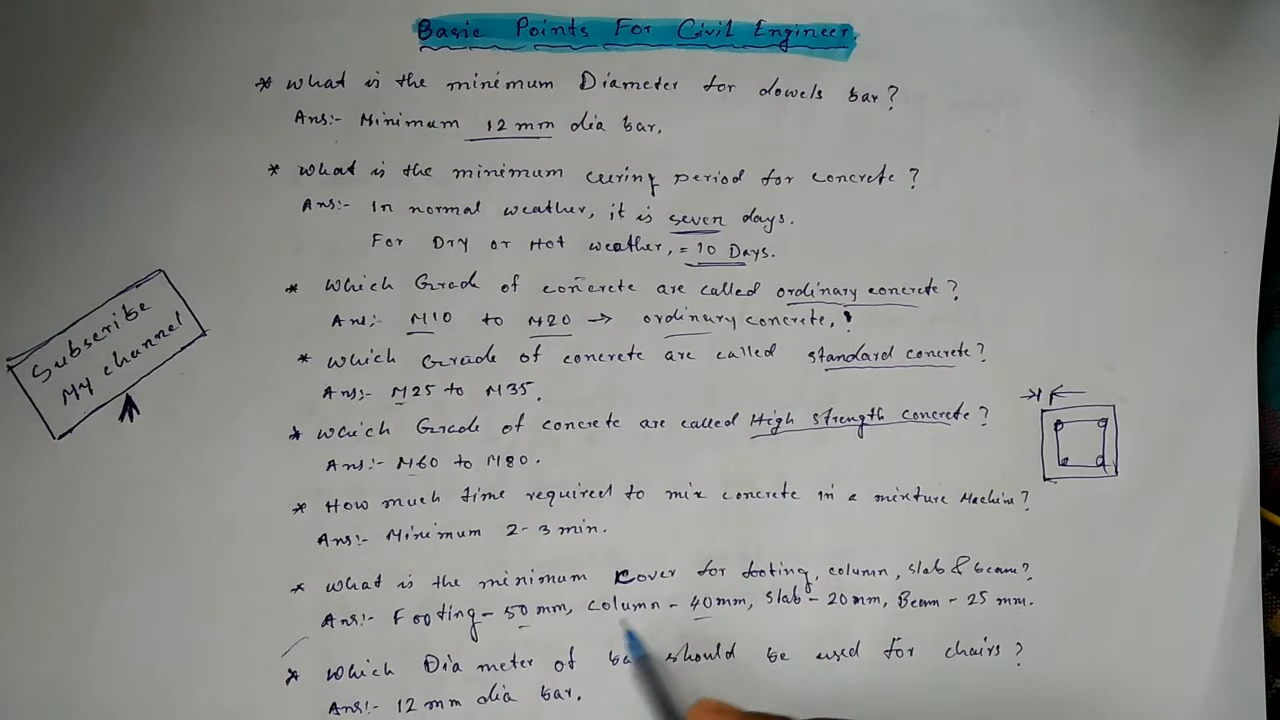 Basic Points For Civil Engineer.
* What is the minimum Diameter for dowels bar?
Ans:- Minimum 12 mm dia bar.
* What is the minimum curing period for concrete?
Ans:- In normal weather, it is seven days.
For Dry or Hot weather, = 10 Days.
* Which Grade of concrete are called ordinary concrete?
Ans:- M10 to M20 → ordinary concrete.
* Which Grade of concrete are called standard concrete?
Ans:- M25 to M35.
* Which Grade of concrete are called High strength concrete?
Ans:- M60 to M80.
* How much time required to mix concrete in a mixture Machine?
Ans:- Minimum 2-3 min.
* What is the minimum cover for footing, column, slab & beam?
Ans:- Footing - 50 mm, column - 40mm, Slab - 20mm, Beam - 25 mm.
* Which Dia meter of should be used for chairs?
Ans:- 12 mm dia bar.
Subscribe
My channel